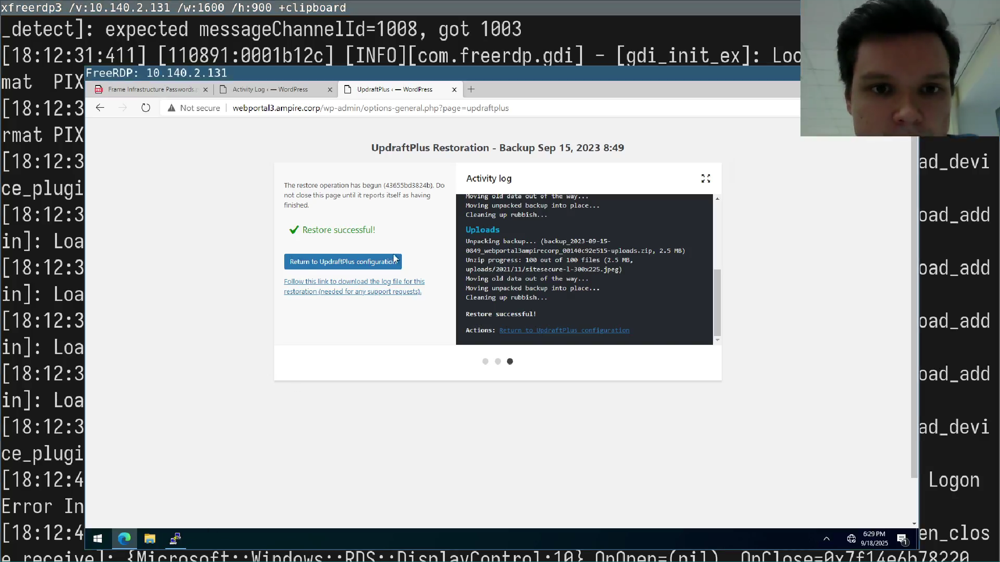 xfreerdp3 /v:10.140.2.131 /w:1600 /h:900 +clipboard
_detect]: expected messageChannelId=1008, got 1003
[18:12:31:411] [110891:0001b12c] [INFO][com.freerdp.gdi] - [gdi_init_ex]: Loc
mat PIX
FreeRDP: 10.140.2.131
Frame Infrastructure Passwords.
Activity Log ‹ — WordPress
UpdraftPlus ‹ — WordPress
[18:12:3
Not secure
webportal3.ampire.corp/wp-admin/options-general.php?page=updraftplus
rmat PIX
UpdraftPlus Restoration - Backup Sep 15, 2023 8:49
[18:12:3
ad_devi
ce_plugi
The restore operation has begun (43655bd3824b). Do
not close this page until it reports itself as having
finished.
Restore successful!
Return to UpdraftPlus configuration
Follow this link to download the log file for this
restoration (needed for any support requests).
Activity log
Moving old data out of the way...
Moving unpacked backup into place...
Cleaning up rubbish...
Uploads
Unpacking backup... (backup_2023-09-15-
0849_webportal3ampirecorp_00140c92e515-uploads.zip, 2.5 MB)
Unzip progress: 100 out of 100 files (2.5 MB,
uploads/2021/11/sitesecure-l-300x225.jpeg)
Moving old data out of the way...
Moving unpacked backup into place...
Cleaning up rubbish...
Restore successful!
Actions: Return to UpdraftPlus configuration
[18:12:3
oad_add
in]: Loa
[18:12:3
oad_add
in]: Loa
[18:12:3
oad_add
in]: Loa
[18:12:3
oad_add
in]: Loa
[18:12:3
ad_devi
ce_plugi
[18:12:4
Logon
Error In
[18:12:4
en_clos
6:29 PM
9/18/2025
1
e_receive]: {Microsoft::Windows::RDS::DisplayControl:10} OnOpen=(nil), OnClose=0x7f14e6b78220